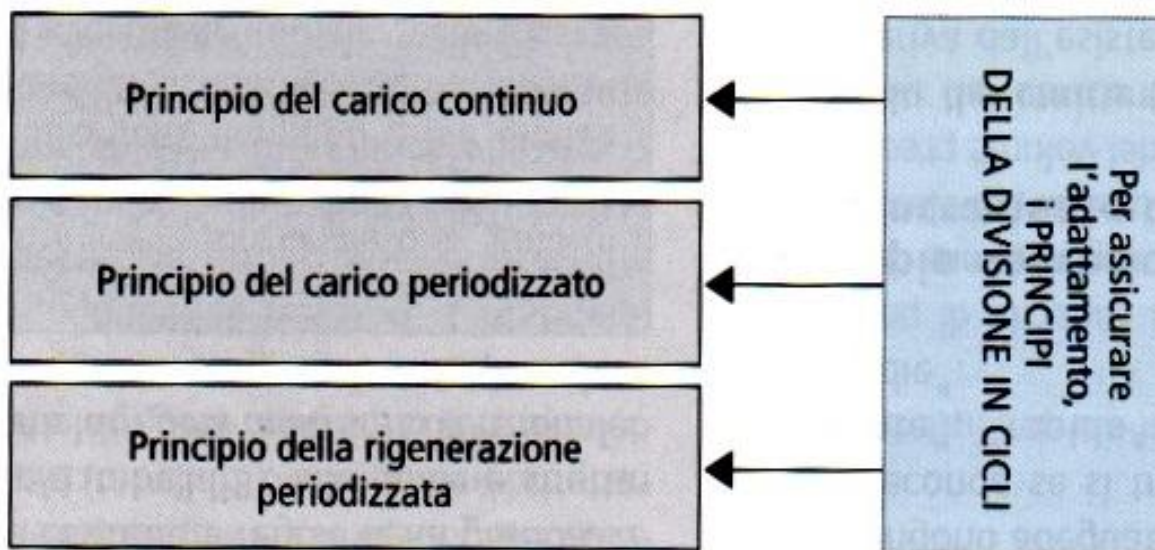 Principio del carico continuo
Principio del carico periodizzato
Principio della rigenerazione
periodizzata
Per assicurare
l'adattamento,
I PRINCIPI
DELLA DIVISIONE IN CICLI